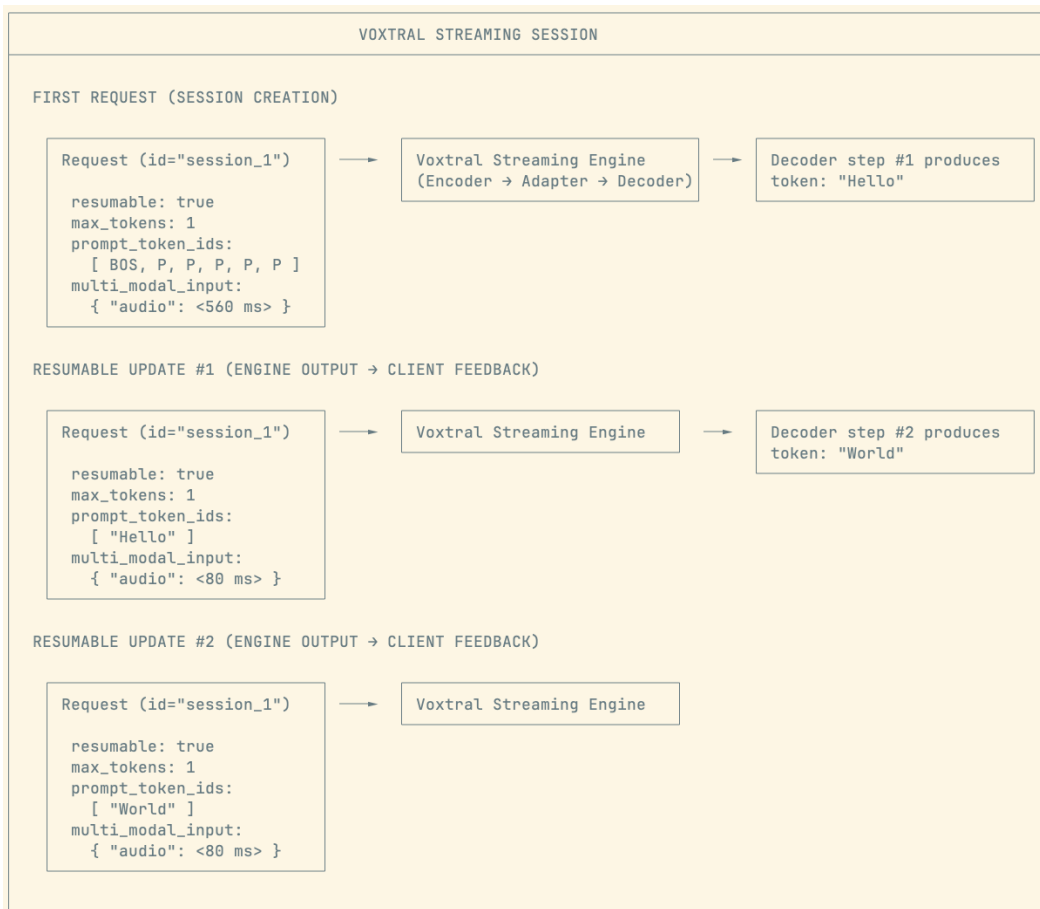 VOXTRAL STREAMING SESSION
FIRST REQUEST (SESSION CREATION)
Request (id="session_1")
resumable: true
max_tokens: 1
prompt_token_ids:
[ BOS, P, P, P, P, P ]
multi_modal_input:
{ "audio": <560 ms> }
Voxtral Streaming Engine
(Encoder → Adapter → Decoder)
Decoder step #1 produces
token: "Hello"
RESUMABLE UPDATE #1 (ENGINE OUTPUT → CLIENT FEEDBACK)
Request (id="session_1")
resumable: true
max_tokens: 1
prompt_token_ids:
[ "Hello" ]
multi_modal_input:
{ "audio": <80 ms> }
Voxtral Streaming Engine
Decoder step #2 produces
token: "World"
RESUMABLE UPDATE #2 (ENGINE OUTPUT → CLIENT FEEDBACK)
Request (id="session_1")
resumable: true
max_tokens: 1
prompt_token_ids:
[ "World" ]
multi_modal_input:
{ "audio": <80 ms> }
Voxtral Streaming Engine